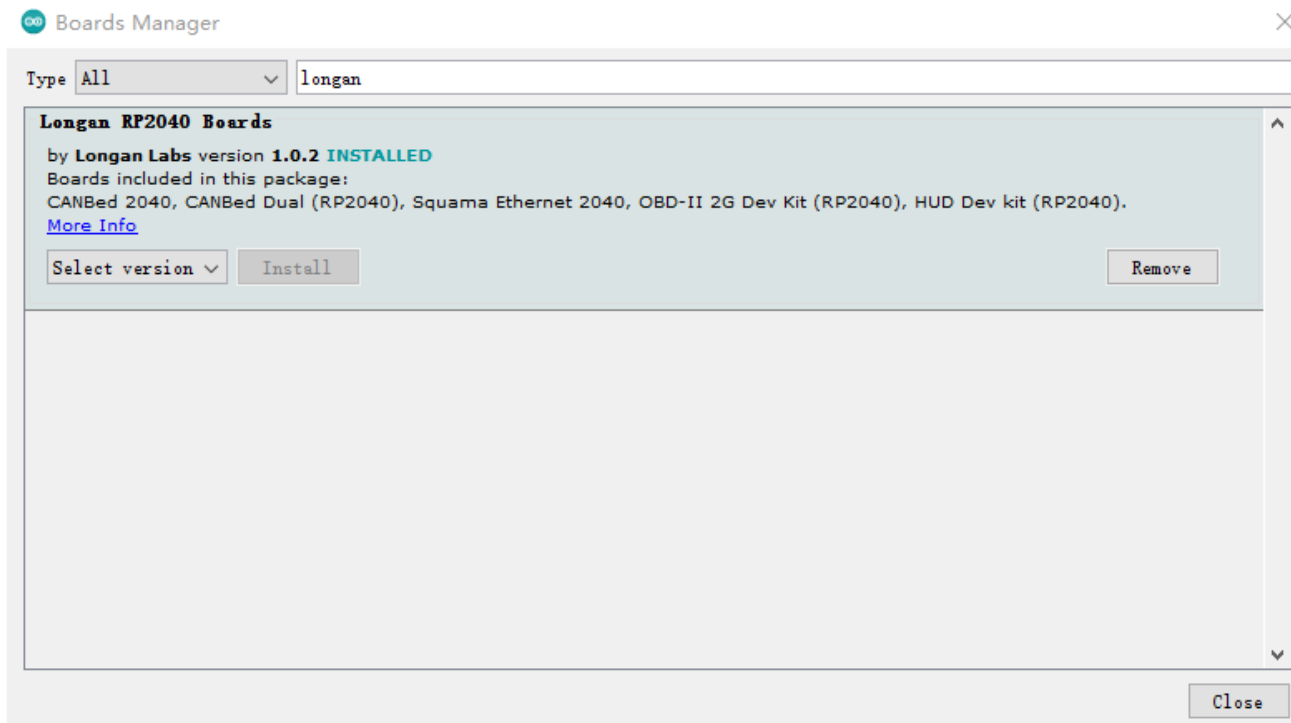 Boards Manager
Type All longan
Longan RP2040 Boards
by Longan Labs version 1.0.2 INSTALLED
Boards included in this package:
CANBed 2040, CANBed Dual (RP2040), Squama Ethernet 2040, OBD-II 2G Dev Kit (RP2040), HUD Dev kit (RP2040).
More Info
Select version Install Remove
Close